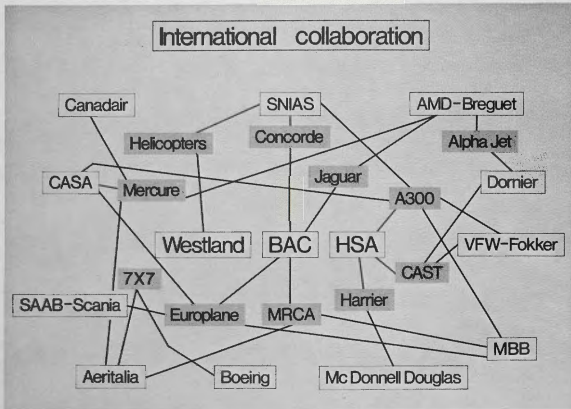 International collaboration
Canadair
SNIAS
AMD-Breguet
Helicopters
Concorde
Alpha Jet
CASA
Mercure
Jaguar
A300
Dornier
Westland
BAC
HSA
VFW-Fokker
7X7
CAST
SAAB-Scania
Europlane
MRCA
Harrier
MBB
Aeritalia
Boeing
Mc Donnell Douglas